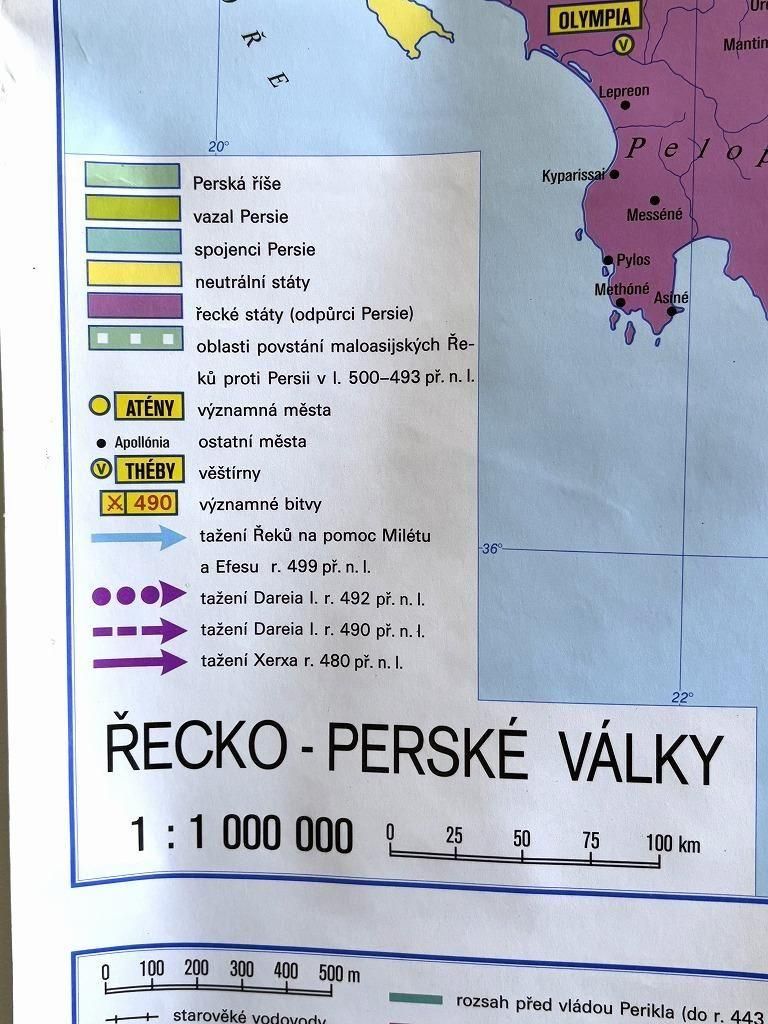 OLYMPIA
V
Mantin
Lepreon
Ř E
20°
Pelop
Kyparissai
Messéné
Pylos
Methóné
Asiné
Perská říše
vazal Persie
spojenci Persie
neutrální státy
řecké státy (odpůrci Persie)
oblasti povstání maloasijských Ře-
ků proti Persii v l. 500–493 př. n. l.
ATÉNY významná města
Apollónia ostatní města
V THÉBY věštírny
490 významné bitvy
tažení Řeků na pomoc Milétu
a Efesu r. 499 př. n. l.
36°
tažení Dareia I. r. 492 př. n. l.
tažení Dareia I. r. 490 př. n. l.
tažení Xerxa r. 480 př. n. l.
22°
ŘECKO - PERSKÉ VÁLKY
1 : 1 000 000
0 25 50 75 100 km
0 100 200 300 400 500 m
rozsah před vládou Perikla (do r. 443
starověké vodovody